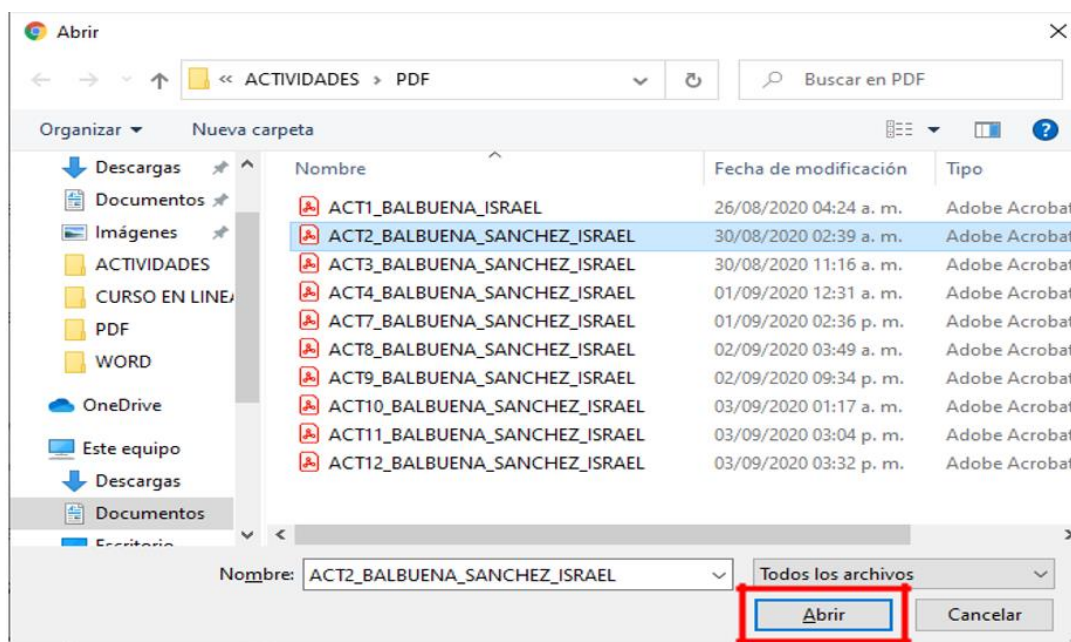 Abrir
« ACTIVIDADES > PDF
Buscar en PDF
Organizar
Nueva carpeta
Descargas
Documentos
Imágenes
ACTIVIDADES
CURSO EN LINEA
PDF
WORD
OneDrive
Este equipo
Descargas
Documentos
Escritorio
Nombre Fecha de modificación Tipo
ACT1_BALBUENA_ISRAEL 26/08/2020 04:24 a. m. Adobe Acrobat
ACT2_BALBUENA_SANCHEZ_ISRAEL 30/08/2020 02:39 a. m. Adobe Acrobat
ACT3_BALBUENA_SANCHEZ_ISRAEL 30/08/2020 11:16 a. m. Adobe Acrobat
ACT4_BALBUENA_SANCHEZ_ISRAEL 01/09/2020 12:31 a. m. Adobe Acrobat
ACT7_BALBUENA_SANCHEZ_ISRAEL 01/09/2020 02:36 p. m. Adobe Acrobat
ACT8_BALBUENA_SANCHEZ_ISRAEL 02/09/2020 03:49 a. m. Adobe Acrobat
ACT9_BALBUENA_SANCHEZ_ISRAEL 02/09/2020 09:34 p. m. Adobe Acrobat
ACT10_BALBUENA_SANCHEZ_ISRAEL 03/09/2020 01:17 a. m. Adobe Acrobat
ACT11_BALBUENA_SANCHEZ_ISRAEL 03/09/2020 03:04 p. m. Adobe Acrobat
ACT12_BALBUENA_SANCHEZ_ISRAEL 03/09/2020 03:32 p. m. Adobe Acrobat
Nombre: ACT2_BALBUENA_SANCHEZ_ISRAEL
Todos los archivos
Abrir
Cancelar